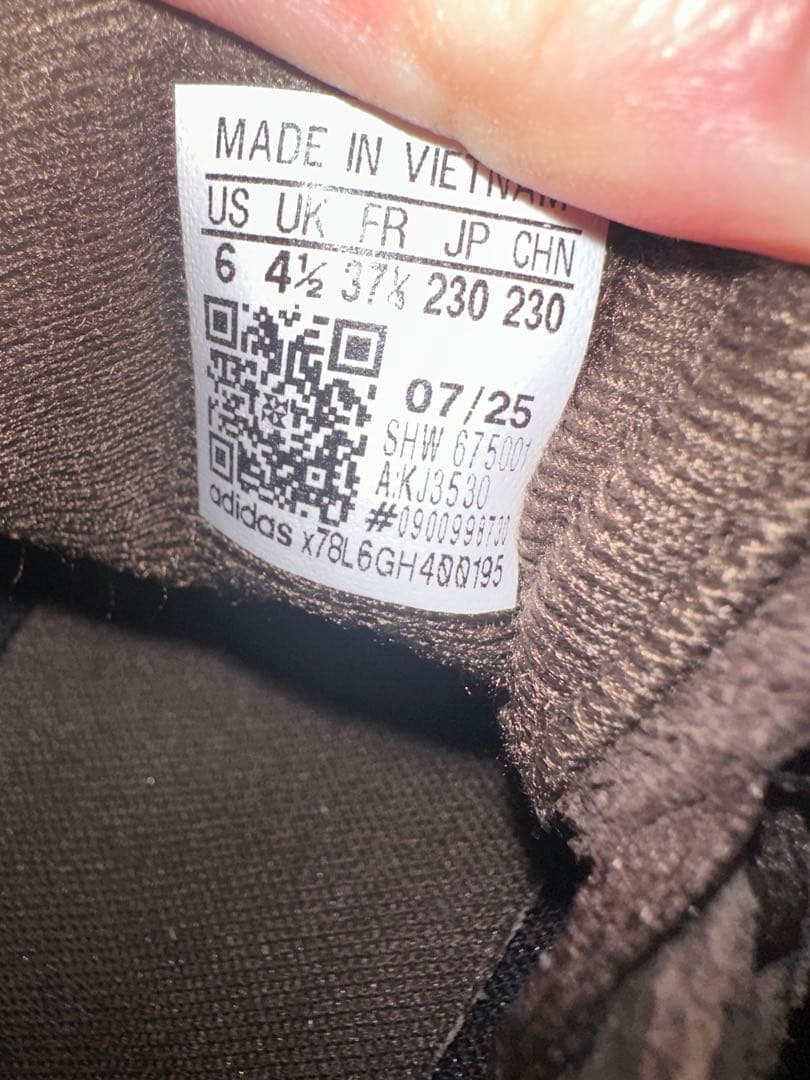 MADE IN VIETNAM
US UK FR JP CHN
6 4½ 37⅓ 230 230
07/25
SHW 675001
A.KJ3530
#0900998730
adidas x78L6GH400195